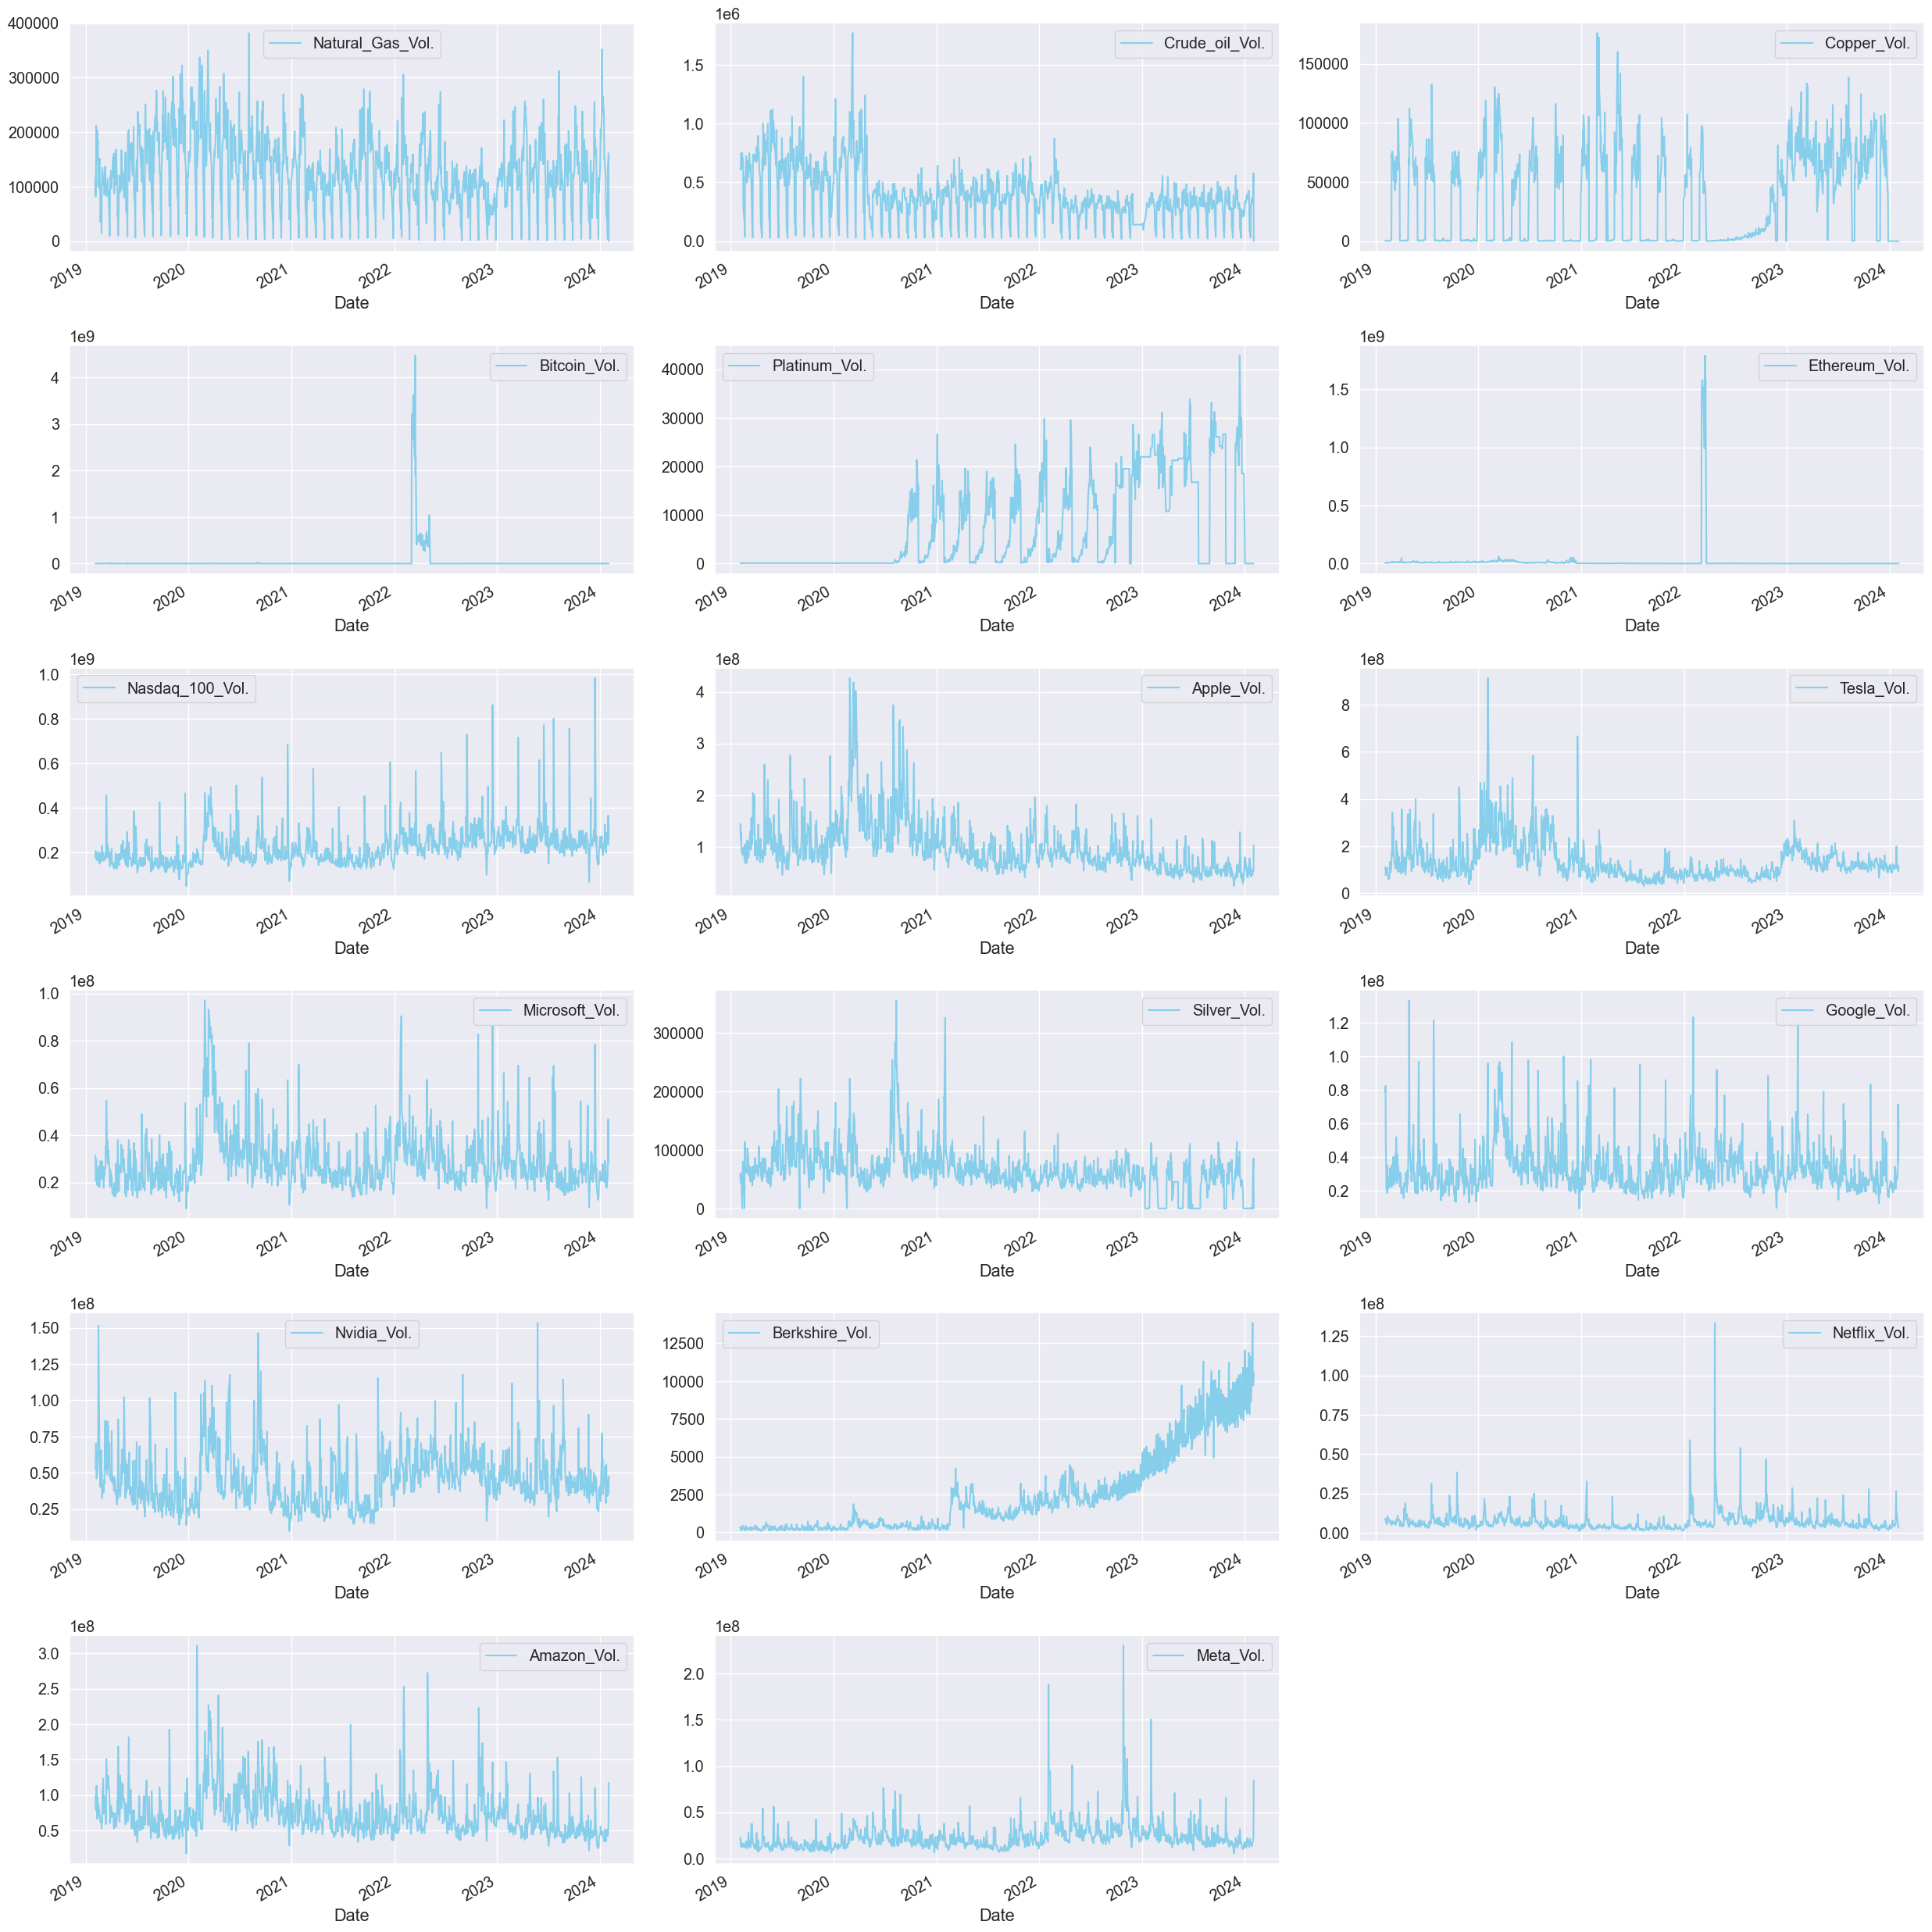 Natural_Gas_Vol.
400000
300000
200000
100000
0
2019 2020 2021 2022 2023 2024
Date
1e6
Crude_oil_Vol.
1.5
1.0
0.5
0.0
2019 2020 2021 2022 2023 2024
Date
Copper_Vol.
150000
100000
50000
0
2019 2020 2021 2022 2023 2024
Date
1e9
Bitcoin_Vol.
4
3
2
1
0
2019 2020 2021 2022 2023 2024
Date
Platinum_Vol.
40000
30000
20000
10000
0
2019 2020 2021 2022 2023 2024
Date
1e9
Ethereum_Vol.
1.5
1.0
0.5
0.0
2019 2020 2021 2022 2023 2024
Date
1e9
Nasdaq_100_Vol.
1.0
0.8
0.6
0.4
0.2
2019 2020 2021 2022 2023 2024
Date
1e8
Apple_Vol.
4
3
2
1
2019 2020 2021 2022 2023 2024
Date
1e8
Tesla_Vol.
8
6
4
2
0
2019 2020 2021 2022 2023 2024
Date
1e8
Microsoft_Vol.
1.0
0.8
0.6
0.4
0.2
2019 2020 2021 2022 2023 2024
Date
Silver_Vol.
300000
200000
100000
0
2019 2020 2021 2022 2023 2024
Date
1e8
Google_Vol.
1.2
1.0
0.8
0.6
0.4
0.2
2019 2020 2021 2022 2023 2024
Date
1e8
Nvidia_Vol.
1.50
1.25
1.00
0.75
0.50
0.25
2019 2020 2021 2022 2023 2024
Date
Berkshire_Vol.
12500
10000
7500
5000
2500
0
2019 2020 2021 2022 2023 2024
Date
1e8
Netflix_Vol.
1.25
1.00
0.75
0.50
0.25
0.00
2019 2020 2021 2022 2023 2024
Date
1e8
Amazon_Vol.
3.0
2.5
2.0
1.5
1.0
0.5
2019 2020 2021 2022 2023 2024
Date
1e8
Meta_Vol.
2.0
1.5
1.0
0.5
0.0
2019 2020 2021 2022 2023 2024
Date